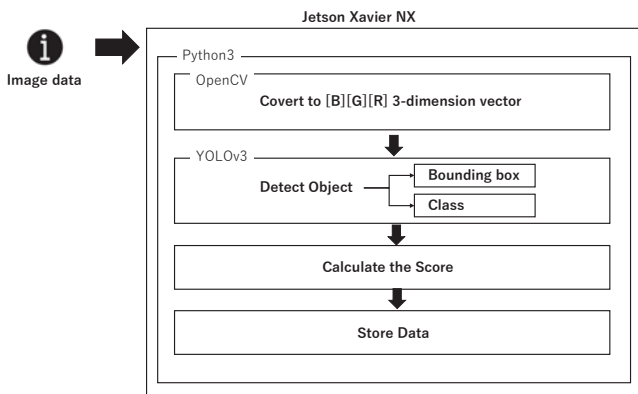 Jetson Xavier NX
Image data
Python3
OpenCV
Covert to [B][G][R] 3-dimension vector
YOLOv3
Detect Object
Bounding box
Class
Calculate the Score
Store Data